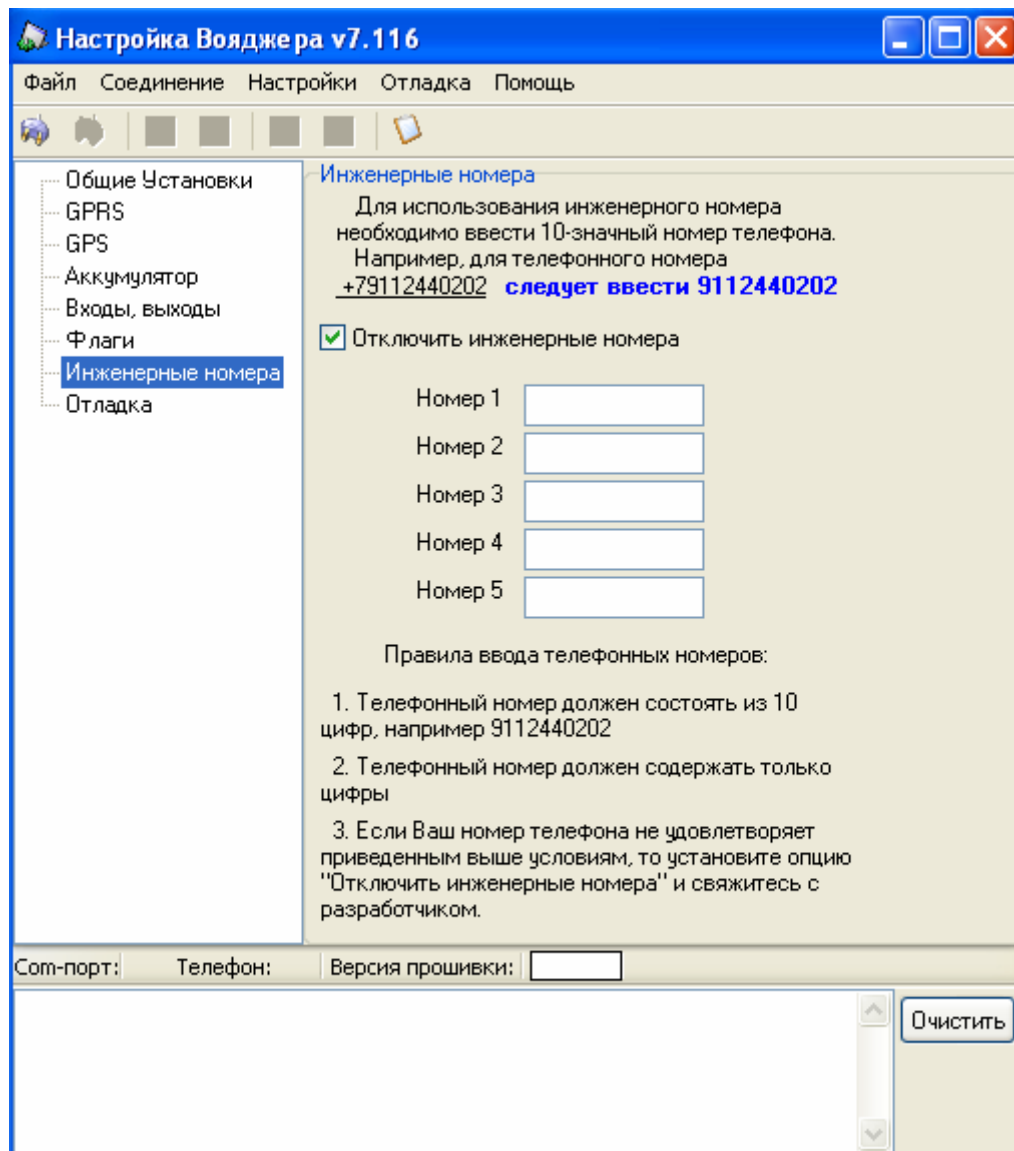 Настройка Вояджера v7.116
Файл Соединение Настройки Отладка Помощь
Общие Установки
GPRS
GPS
Аккумулятор
Входы, выходы
Флаги
Инженерные номера
Отладка
Инженерные номера
Для использования инженерного номера
необходимо ввести 10-значный номер телефона.
Например, для телефонного номера
+79112440202 следует ввести 9112440202
Отключить инженерные номера
Номер 1
Номер 2
Номер 3
Номер 4
Номер 5
Правила ввода телефонных номеров:
1. Телефонный номер должен состоять из 10
цифр, например 9112440202
2. Телефонный номер должен содержать только
цифры
3. Если Ваш номер телефона не удовлетворяет
приведенным выше условиям, то установите опцию
"Отключить инженерные номера" и свяжитесь с
разработчиком.
Com-порт: Телефон: Версия прошивки:
Очистить